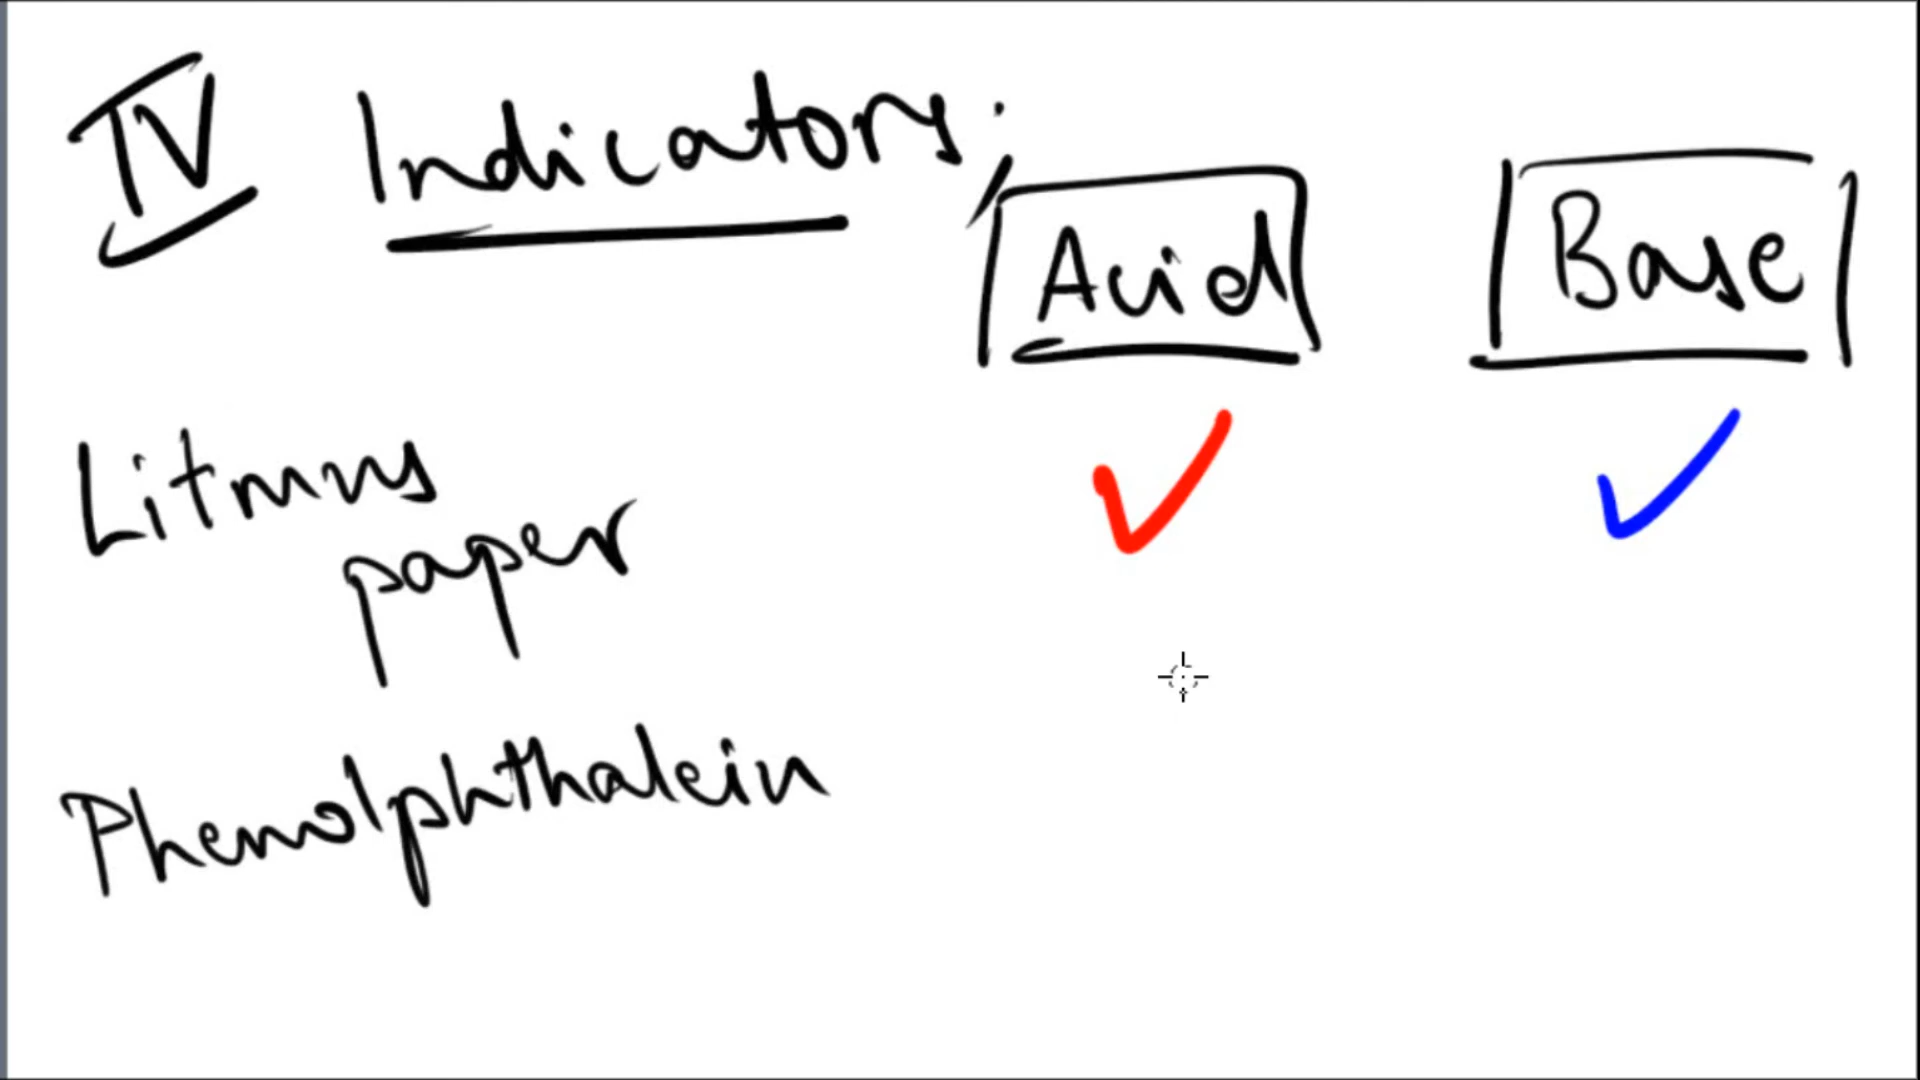 IV Indicators.
Acid
Base
Litmus
paper
Phenolphthalein